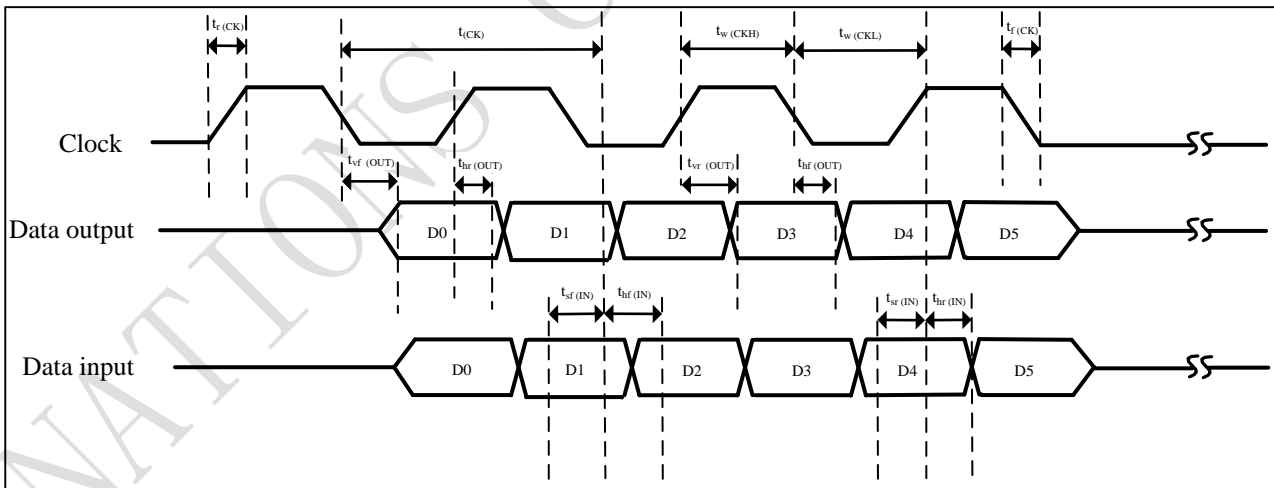 tr (CK)
t(CK)
tw (CKH)
tw (CKL)
tf (CK)
Clock
tvf (OUT)
thr (OUT)
tvr (OUT)
thf (OUT)
Data output
D0
D1
D2
D3
D4
D5
tsf (IN)
thf (IN)
tsr (IN)
thr (IN)
Data input
D0
D1
D2
D3
D4
D5
NATIONS